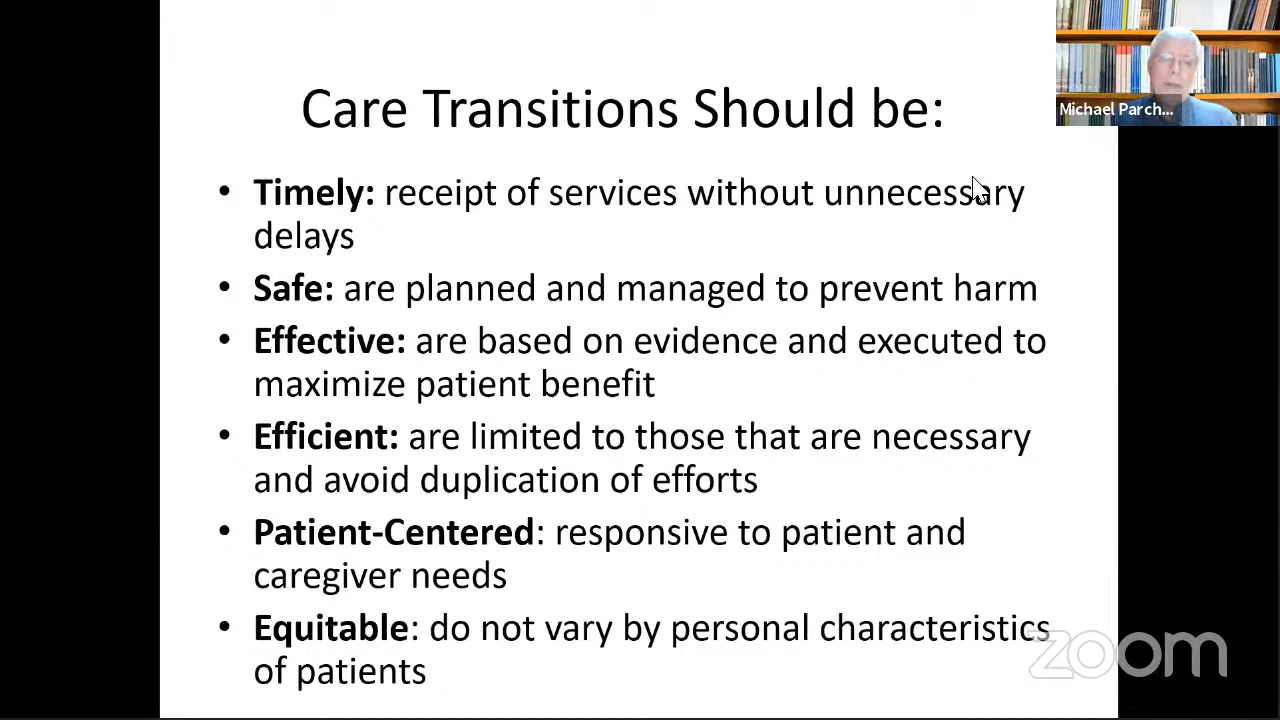 Care Transitions Should be:
Michael Parch...
• Timely: receipt of services without unnecessary
delays
• Safe: are planned and managed to prevent harm
• Effective: are based on evidence and executed to
maximize patient benefit
• Efficient: are limited to those that are necessary
and avoid duplication of efforts
• Patient-Centered: responsive to patient and
caregiver needs
• Equitable: do not vary by personal characteristics
of patients
zoom